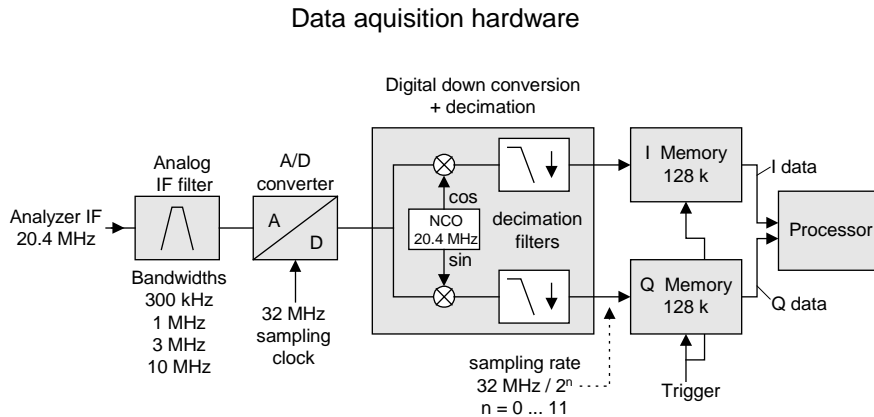 Data aquisition hardware
Digital down conversion
+ decimation
Analog
IF filter
A/D
converter
I Memory
128 k
I data
Analyzer IF
20.4 MHz
A
D
cos
NCO
20.4 MHz
sin
decimation
filters
Processor
Bandwidths
300 kHz
1 MHz
3 MHz
10 MHz
32 MHz
sampling
clock
Q Memory
128 k
Q data
sampling rate
32 MHz / 2ⁿ
n = 0 ... 11
Trigger